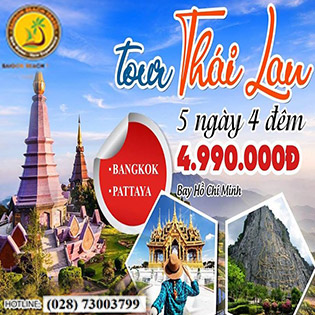 tour Thái Lan
5 ngày 4 đêm
4.990.000Đ
Bay Hồ Chí Minh
• BANGKOK
• PATTAYA
HOTLINE: (028) 73003799